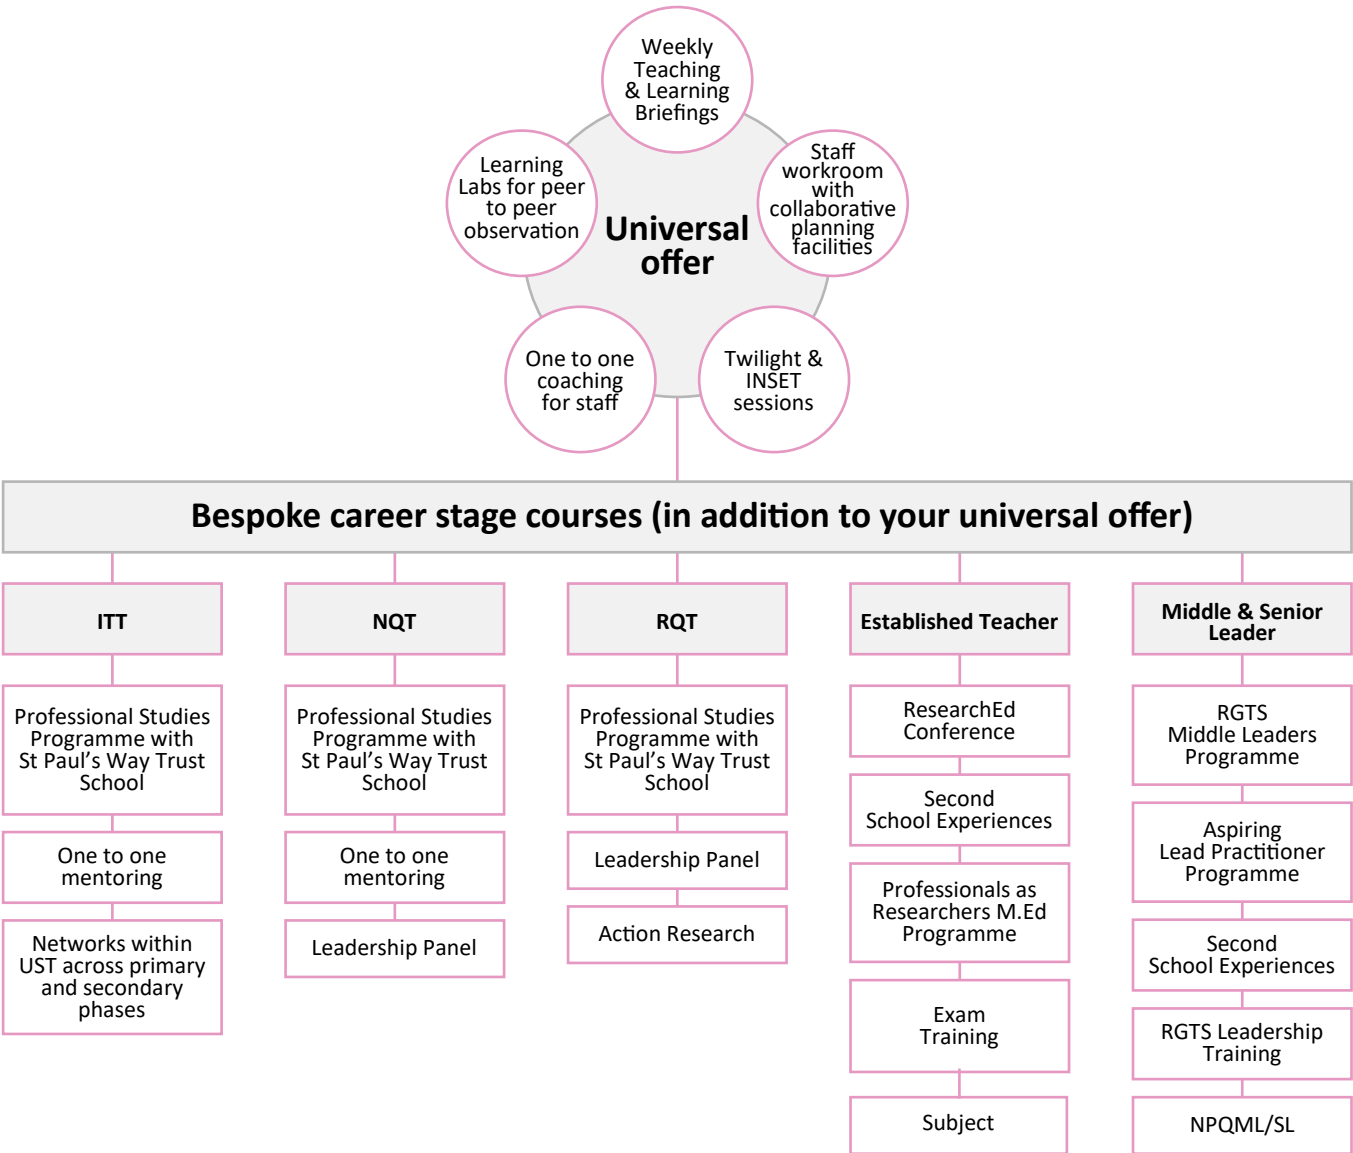 Weekly
Teaching
& Learning
Briefings
Learning
Labs for peer
to peer
observation
Staff
workroom
with
collaborative
planning
facilities
Universal
offer
One to one
coaching
for staff
Twilight &
INSET
sessions
Bespoke career stage courses (in addition to your universal offer)
ITT
Professional Studies
Programme with
St Paul’s Way Trust
School
One to one
mentoring
Networks within
UST across primary
and secondary
phases
NQT
Professional Studies
Programme with
St Paul’s Way Trust
School
One to one
mentoring
Leadership Panel
RQT
Professional Studies
Programme with
St Paul’s Way Trust
School
Leadership Panel
Action Research
Established Teacher
ResearchEd
Conference
Second
School Experiences
Professionals as
Researchers M.Ed
Programme
Exam
Training
Subject
Middle & Senior
Leader
RGTS
Middle Leaders
Programme
Aspiring
Lead Practitioner
Programme
Second
School Experiences
RGTS Leadership
Training
NPQML/SL